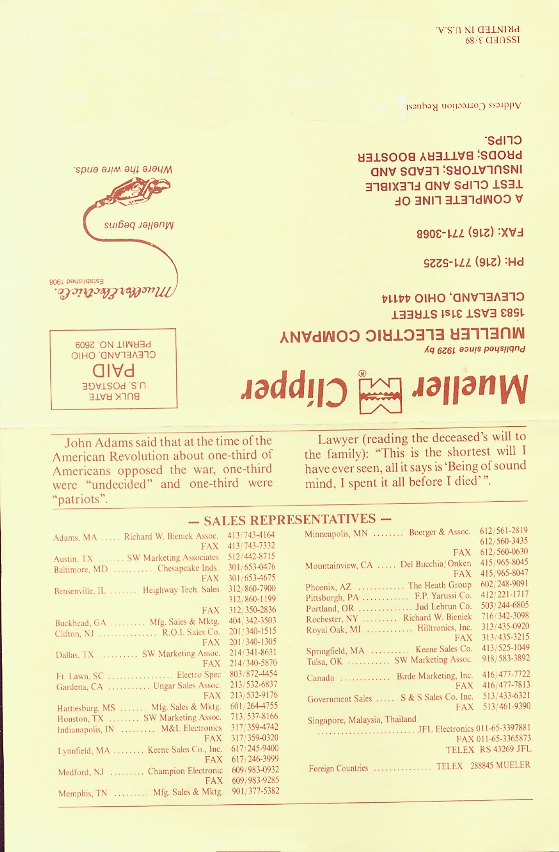 Mueller Clipper ®
Published since 1929 by
MUELLER ELECTRIC COMPANY
1583 EAST 31st STREET
CLEVELAND, OHIO 44114
PH: (216) 771-5225
FAX: (216) 771-3068
A COMPLETE LINE OF
TEST CLIPS AND FLEXIBLE
INSULATORS; LEADS AND
PRODS; BATTERY BOOSTER
CLIPS.
Address Correction Request
ISSUED 3/89
PRINTED IN U.S.A.
BULK RATE
U.S. POSTAGE
PAID
CLEVELAND, OHIO
PERMIT NO. 2609
Mueller Electric Co.
Established 1908
Mueller begins
Where the wire ends.
John Adams said that at the time of the
American Revolution about one-third of
Americans opposed the war, one-third
were “undecided” and one-third were
“patriots”.
Lawyer (reading the deceased’s will to
the family): “This is the shortest will I
have ever seen, all it says is ‘Being of sound
mind, I spent it all before I died’ ”.
— SALES REPRESENTATIVES —
Adams, MA ..... Richard W. Bienick Assoc. 413/743-4164
FAX 413/743-7332
Austin, TX ....... SW Marketing Associates 512/442-8715
Baltimore, MD .......... Chesapeake Inds. 301/653-0476
FAX 301/653-4675
Bensenville, IL ....... Heighway Tech. Sales 312/860-7900
312/860-1199
FAX 312/350-2836
Buckhead, GA .......... Mfg. Sales & Mktg. 404/342-3503
Clifton, NJ .............. R.O.I. Sales Co. 201/340-1515
FAX 201/340-1305
Dallas, TX ......... SW Marketing Assoc. 214/341-8631
FAX 214/340-5870
Ft. Lawn, SC ................. Electro Spec 803/872-4454
Gardena, CA .......... Ungar Sales Assoc. 213/532-6837
FAX 213/532-9176
Hattiesburg, MS ....... Mfg. Sales & Mktg. 601/264-4755
Houston, TX ....... SW Marketing Assoc. 713/537-8166
Indianapolis, IN .......... M&L Electronics 317/359-4742
FAX 317/359-0320
Lynnfield, MA ...... Keene Sales Co., Inc. 617/245-9400
FAX 617/246-3999
Medford, NJ ........ Champion Electronic 609/983-0932
FAX 609/983-9285
Memphis, TN ......... Mfg. Sales & Mktg. 901/377-5382
Minneapolis, MN ........ Boerger & Assoc. 612/561-2819
612/560-3435
FAX 612/560-0630
Mountainview, CA ..... Del Bucchia/Onken 415/965-8045
FAX 415/965-8047
Phoenix, AZ ............. The Heath Group 602/248-9091
Pittsburg, PA ............. F.P. Yarussi Co. 412/221-1717
Portland, OR ............. Jud Lebrun Co. 503/244-6805
Rochester, NY .......... Richard W. Bienick 716/342-3098
Royal Oak, MI ............ Hilltronics, Inc. 313/435-0920
FAX 313/435-3215
Springfield, MA ............ Keene Sales Co. 413/525-1049
Tulsa, OK ............ SW Marketing Assoc. 918/583-3892
Canada ................ Birde Marketing, Inc. 416/477-7722
FAX 416/477-7813
Government Sales ..... S & S Sales Co. Inc. 513/433-6321
FAX 513/461-9390
Singapore, Malaysia, Thailand
............................ JFL Electronics 011-65-3397881
FAX 011-65-3365873
TELEX RS 43269 JFL
Foreign Countries ............... TELEX 288845 MUELER